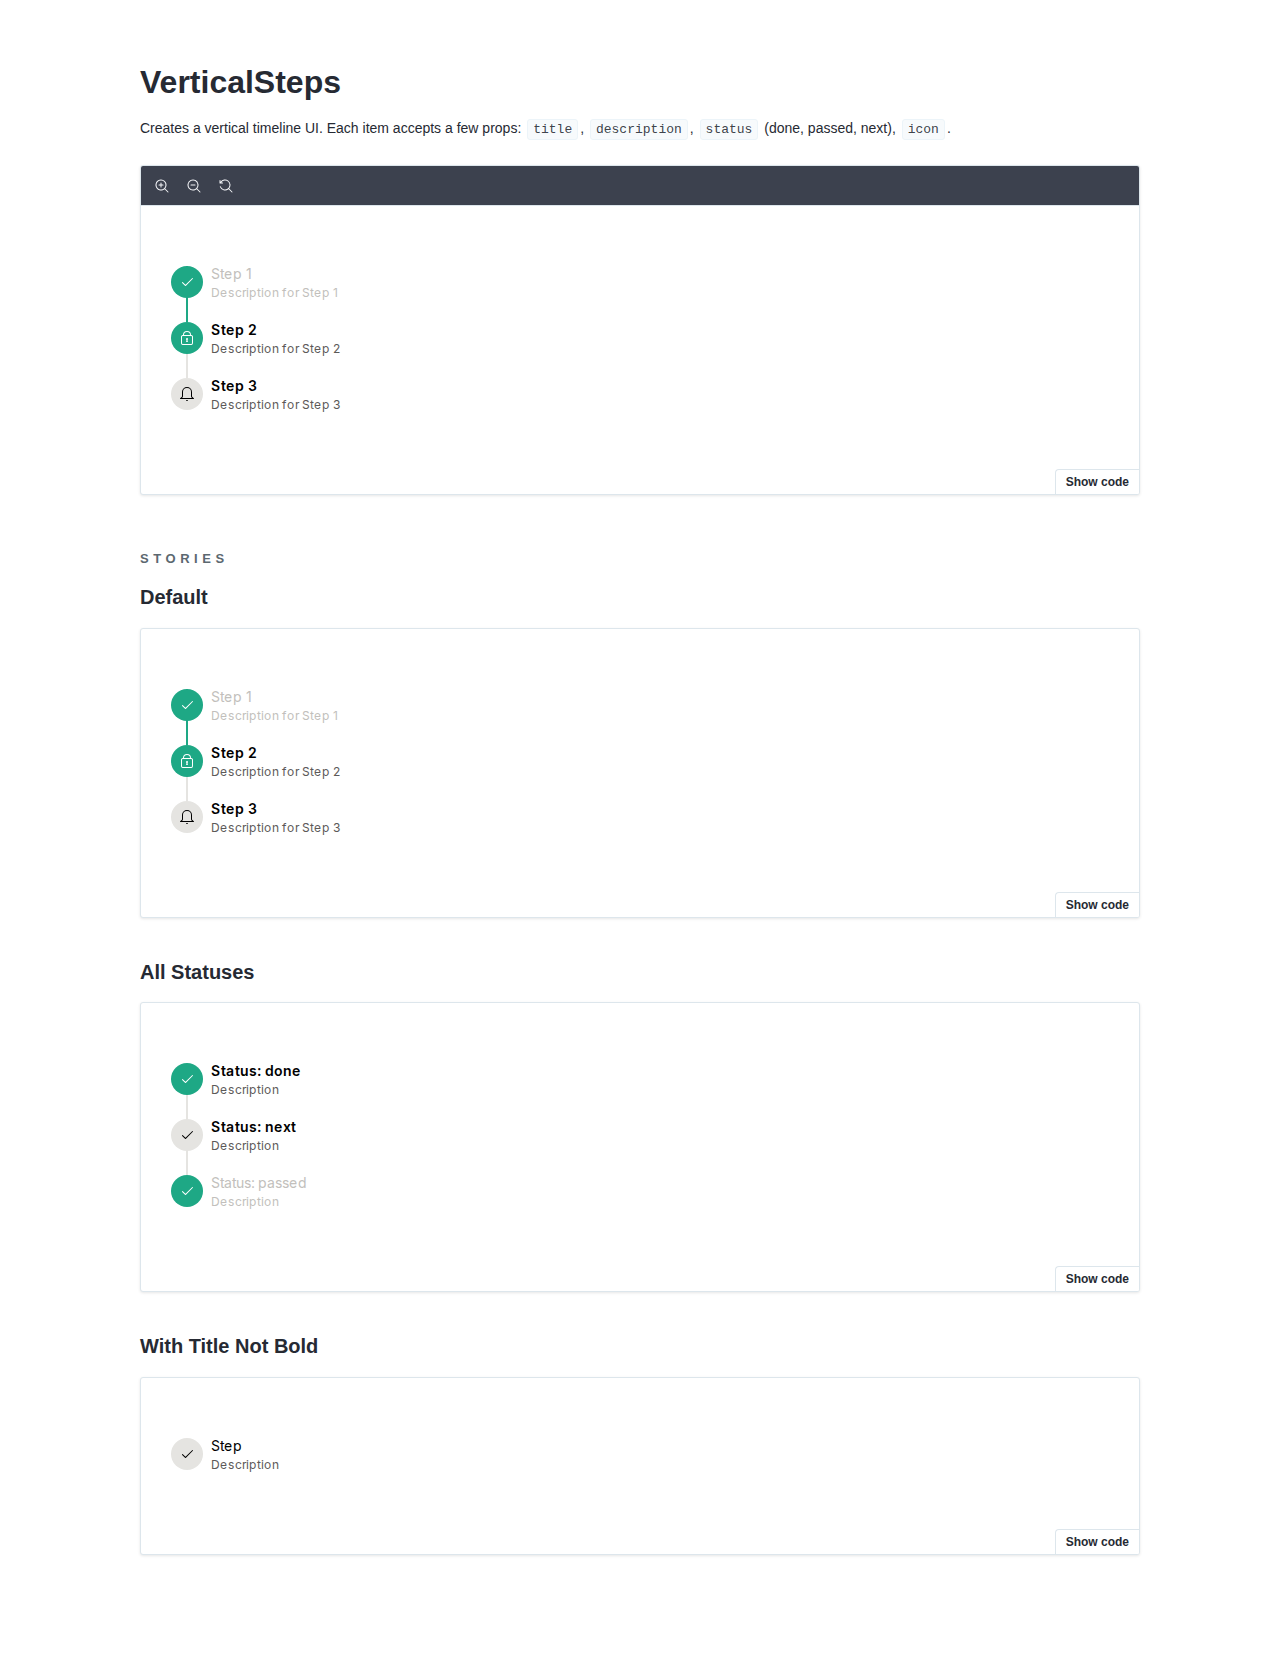 VerticalSteps
Creates a vertical timeline UI. Each item accepts a few props: title, description, status (done, passed, next), icon.
Step 1
Description for Step 1
Step 2
Description for Step 2
Step 3
Description for Step 3
Show code
STORIES
Default
Step 1
Description for Step 1
Step 2
Description for Step 2
Step 3
Description for Step 3
Show code
All Statuses
Status: done
Description
Status: next
Description
Status: passed
Description
Show code
With Title Not Bold
Step
Description
Show code